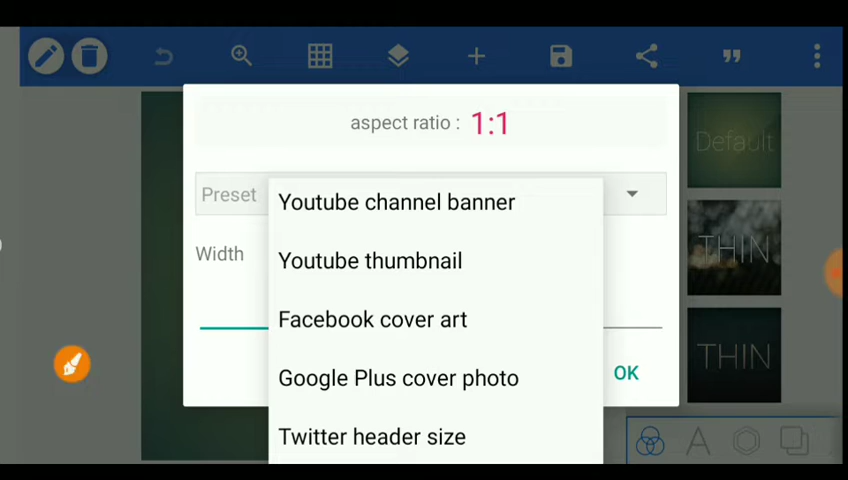 aspect ratio : 1:1
Default
Preset
Youtube channel banner
THIN
Width
Youtube thumbnail
Facebook cover art
THIN
Google Plus cover photo
OK
Twitter header size
A